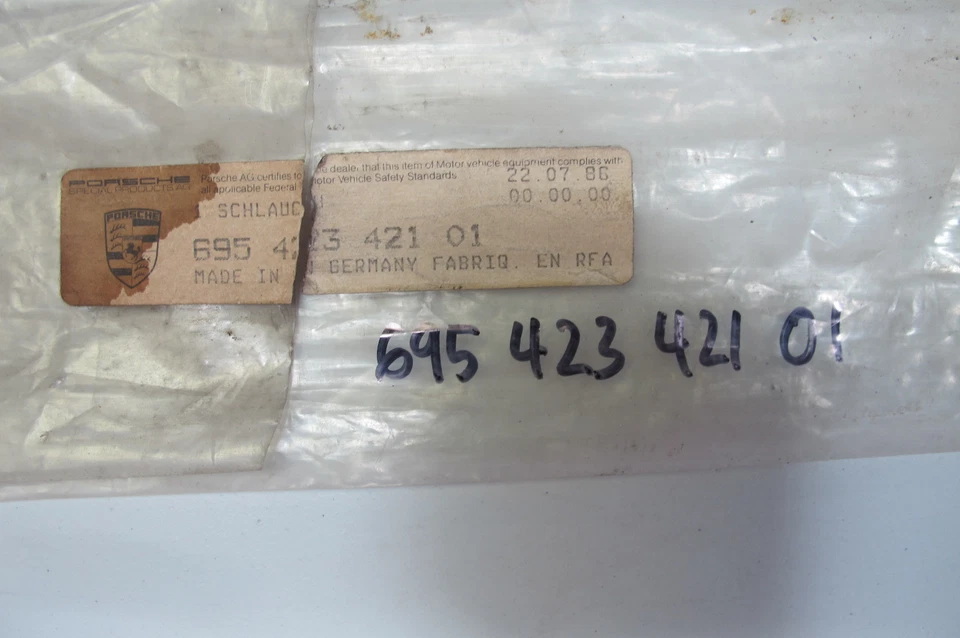 PORSCHE
Porsche AG certifies to the dealer, that this item of Motor vehicle equipment complies with
all applicable Federal Motor Vehicle Safety Standards
22.07.86
00.00.00
1 SCHLAUCH
695 423 421 01
MADE IN GERMANY FABRIQ. EN RFA
PORSCHE
695 423 421 01